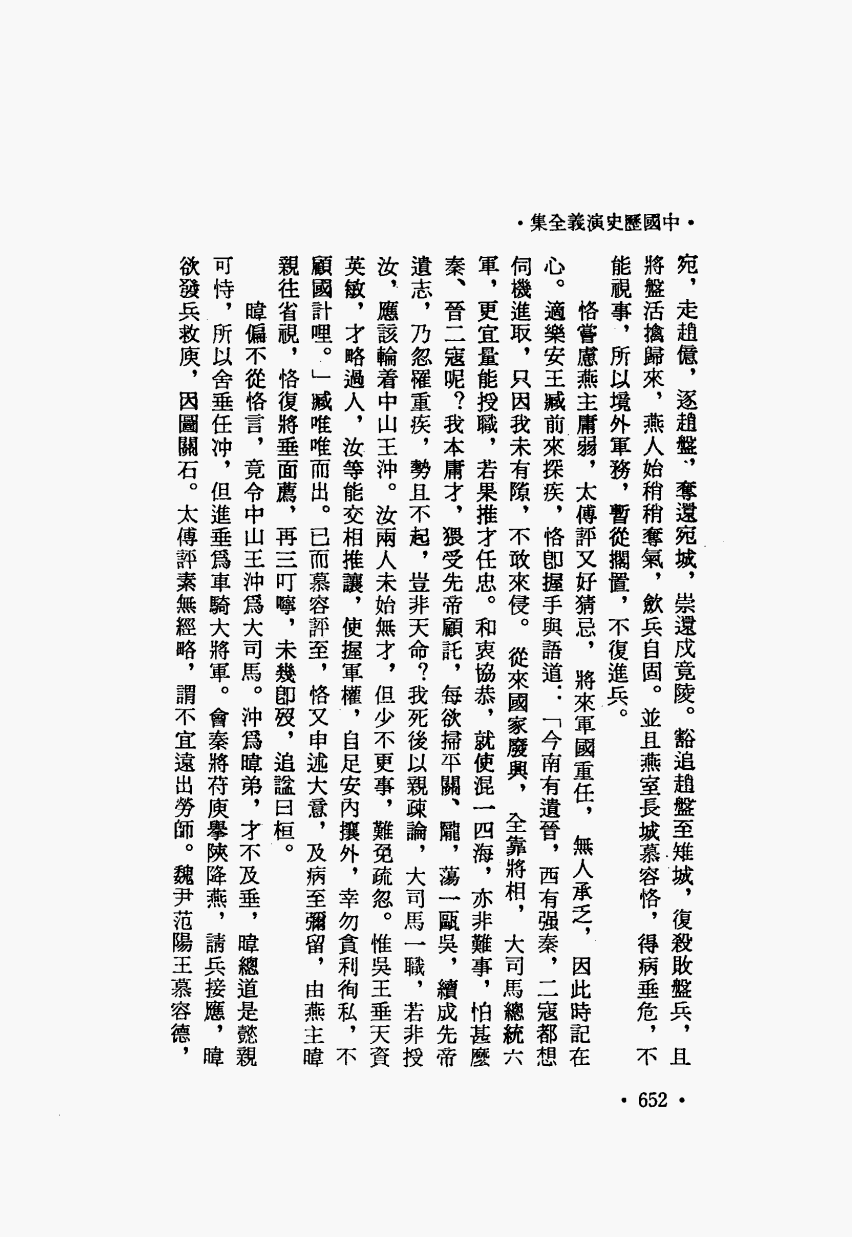 •中國歷史演義全集•
宛，走趙億，逐趙盤，奪還宛城，崇還戍竟陵。豁追趙盤至雉城，復殺敗盤兵，且
將盤活擒歸來，燕人始稍稍奪氣，歛兵自固。並且燕室長城慕容恪，得病垂危，不
能視事，所以境外軍務，暫從擱置，不復進兵。
恪嘗慮燕主庸弱，太傅評又好猜忌，將來軍國重任，無人承乏，因此時記在
心。適樂安王臧前來探疾，恪卽握手與語道：「今南有遺晉，西有强秦，二寇都想
伺機進取，只因我未有隙，不敢來侵。從來國家廢興，全靠將相，大司馬總統六
軍，更宜量能授職，若果推才任忠。和衷協恭，就使混一四海，亦非難事，怕甚麼
秦、晉二寇呢？我本庸才，猥受先帝顧託，每欲掃平關、隴，蕩一甌吳，續成先帝
遺志，乃忽罹重疾，勢且不起，豈非天命？我死後以親疎論，大司馬一職，若非授
汝，應該輪着中山王沖。汝兩人未始無才，但少不更事，難免疏忽。惟吳王垂天資
英敏，才略過人，汝等能交相推讓，使握軍權，自足安內攘外，幸勿貪利徇私，不
顧國計哩。」臧唯唯而出。已而慕容評至，恪又申述大意，及病至彌留，由燕主暐
親往省視，恪復將垂面薦，再三叮嚀，未幾卽歿，追諡曰桓。
暐偏不從恪言，竟令中山王沖爲大司馬。沖爲暐弟，才不及垂，暐總道是懿親
可恃，所以舍垂任冲，但進垂爲車騎大將軍。會秦將苻庾擧陝降燕，請兵接應，暐
欲發兵救庾，因圖關右。太傅評素無經略，謂不宜遠出勞師。魏尹范陽王慕容德，
•652•